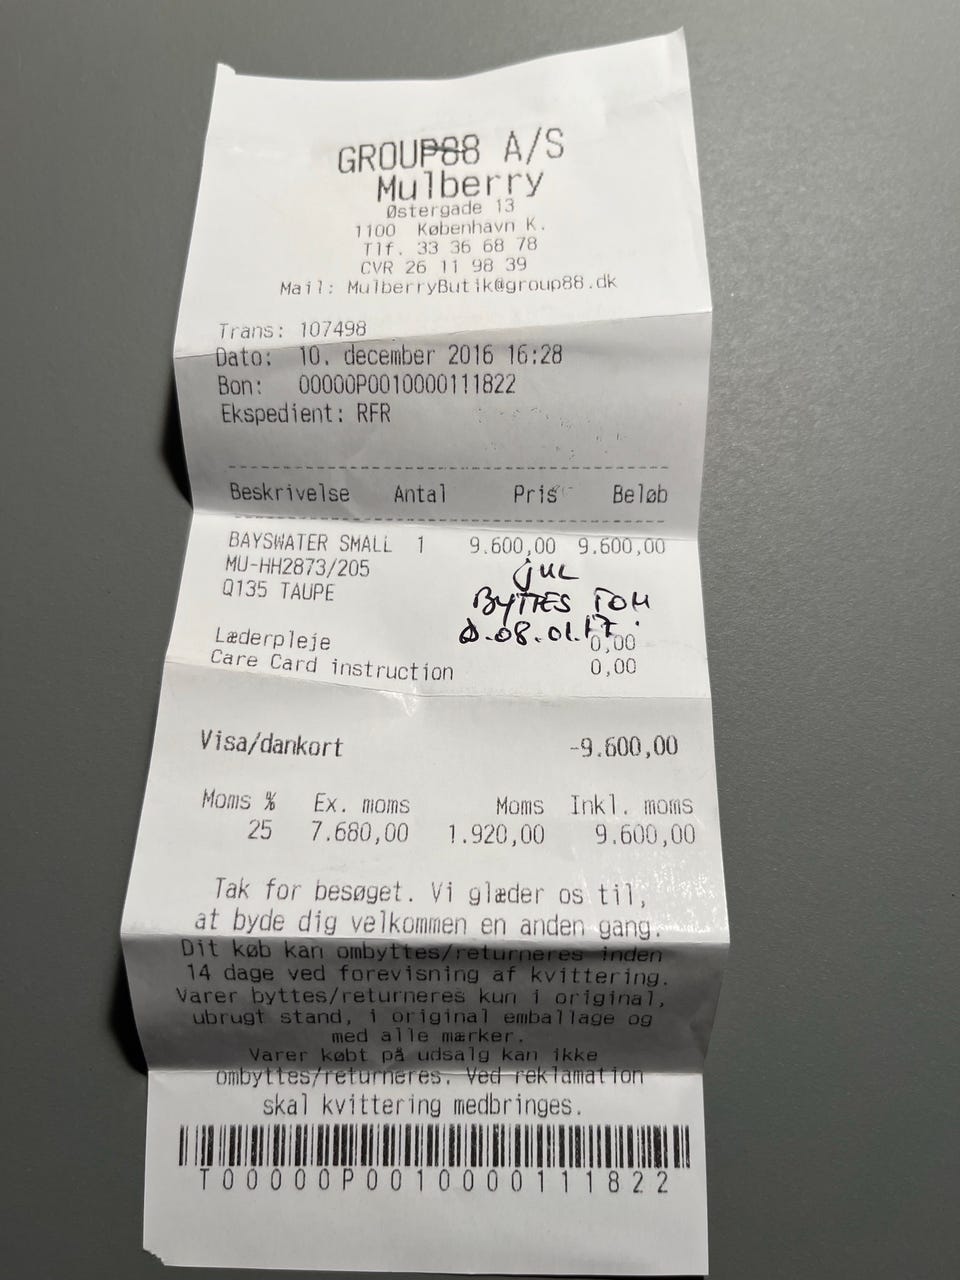 GROUP88 A/S
Mulberry
Østergade 13
1100 København K.
Tlf. 33 36 68 78
CVR 26 11 98 39
Mail: MulberryButik@group88.dk
Trans: 107498
Dato: 10. december 2016 16:28
Bon: 00000P0010000111822
Ekspedient: RFR
Beskrivelse Antal Pris Beløb
BAYSWATER SMALL 1 9.600,00 9.600,00
MU-HH2873/205
Q135 TAUPE
JUL
BYTTES TOM
d.08.01.17.
Læderpleje 0,00
Care Card instruction 0,00
Visa/dankort -9.600,00
Moms % Ex. moms Moms Inkl. moms
25 7.680,00 1.920,00 9.600,00
Tak for besøget. Vi glæder os til,
at byde dig velkommen en anden gang.
Dit køb kan ombyttes/returneres inden
14 dage ved forevisning af kvittering.
Varer byttes/returneres kun i original,
ubrugt stand, i original emballage og
med alle mærker.
Varer købt på udsalg kan ikke
ombyttes/returneres. Ved reklamation
skal kvittering medbringes.
T00000P0010000111822